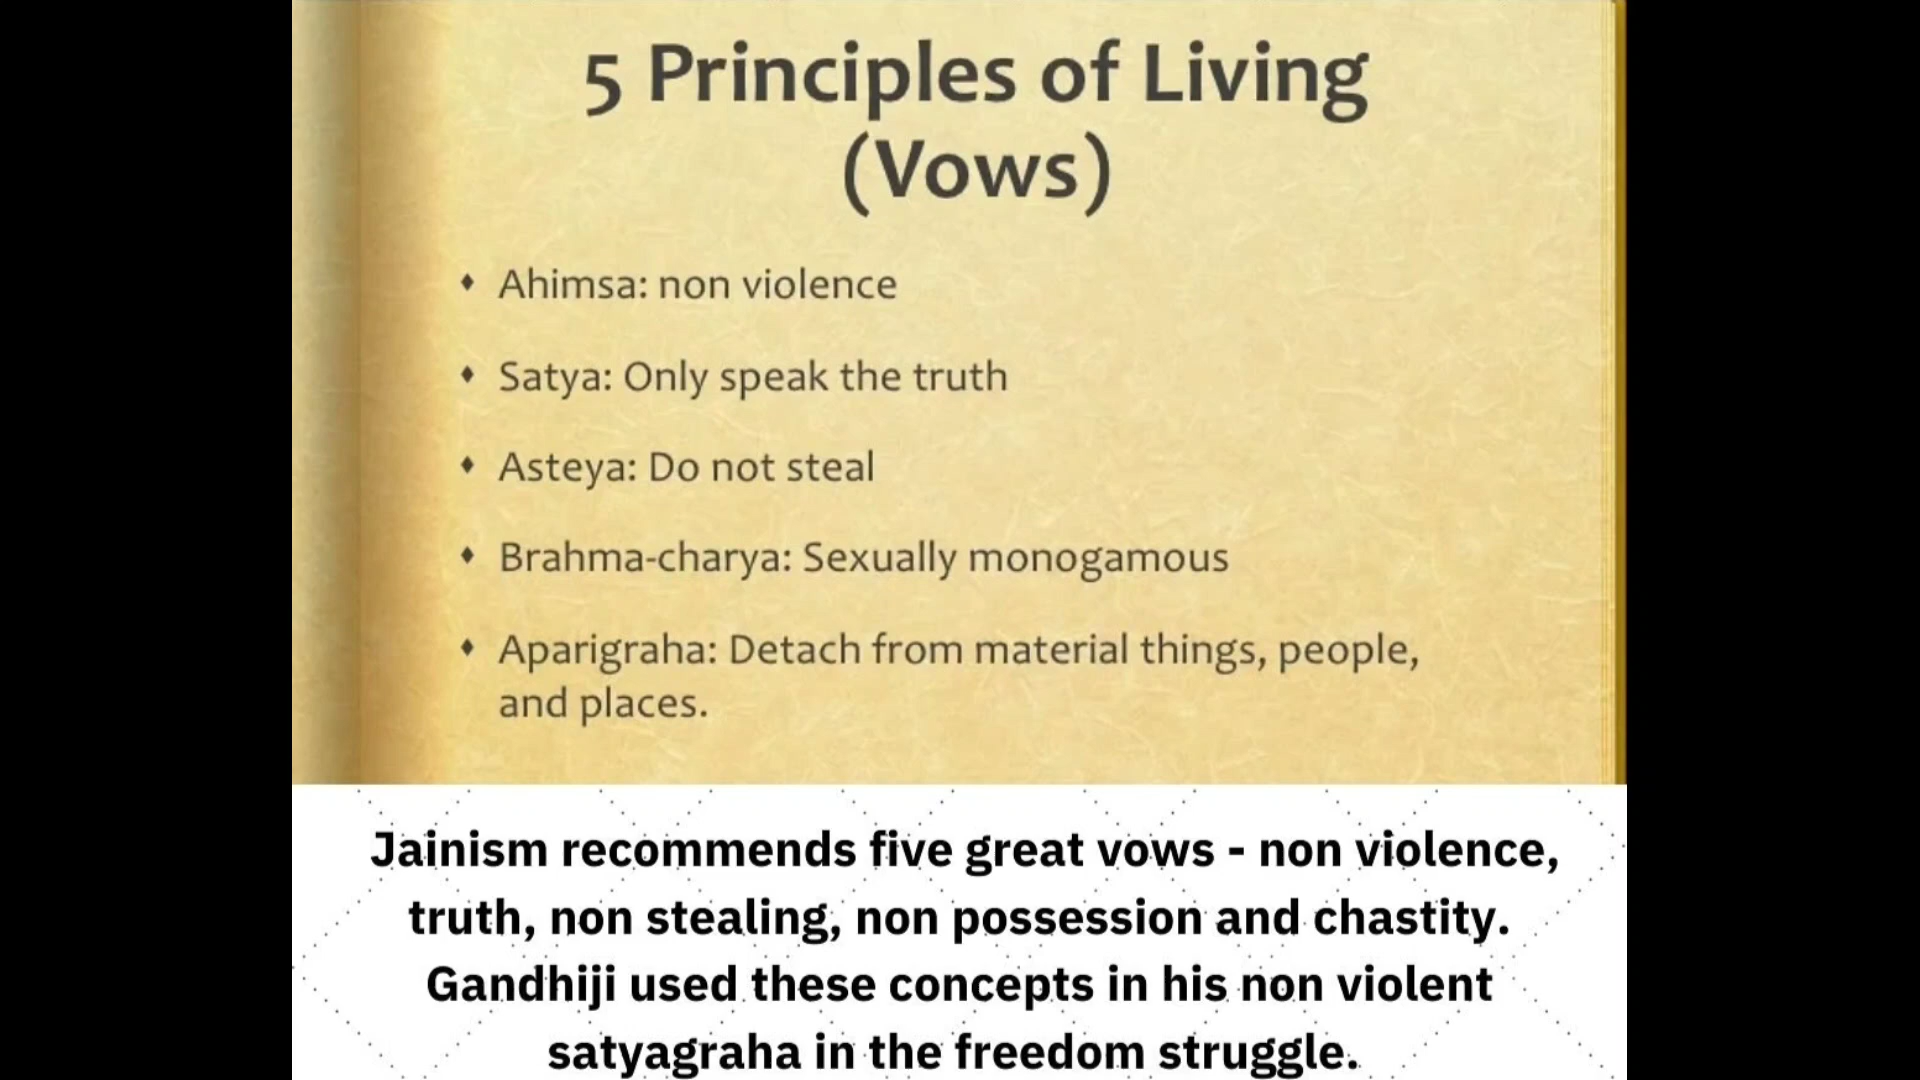 5 Principles of Living
(Vows)
♦ Ahimsa: non violence
♦ Satya: Only speak the truth
♦ Asteya: Do not steal
♦ Brahma-charya: Sexually monogamous
♦ Aparigraha: Detach from material things, people,
and places.
Jainism recommends five great vows - non violence,
truth, non stealing, non possession and chastity.
Gandhiji used these concepts in his non violent
satyagraha in the freedom struggle.